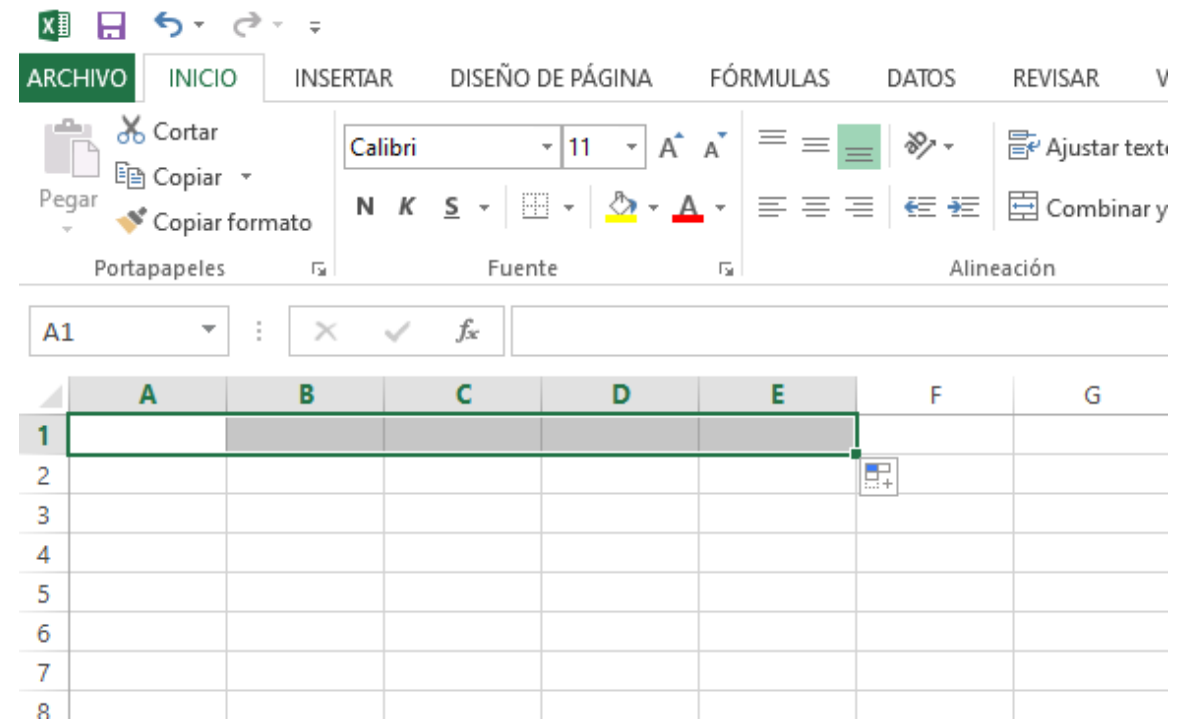 ARCHIVO INICIO INSERTAR DISEÑO DE PÁGINA FÓRMULAS DATOS REVISAR V
Pegar
Cortar
Copiar
Copiar formato
Portapapeles
Calibri 11 A A
N K S A
Fuente
Ajustar texto
Combinar y
Alineación
A1 fx
A B C D E F G
1
2
3
4
5
6
7
8